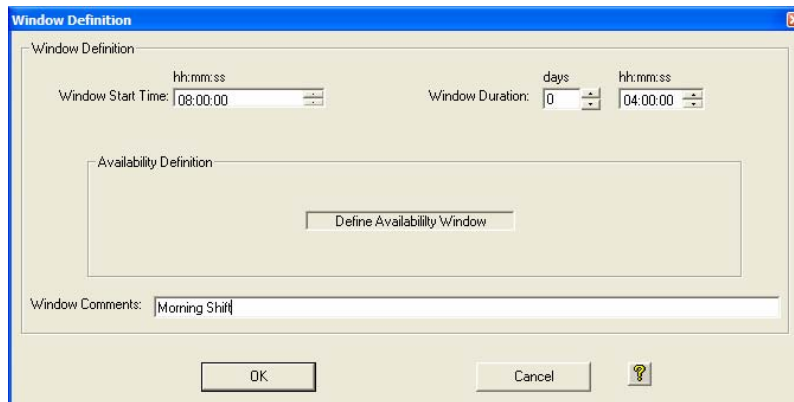 Window Definition
Window Definition
hh:mm:ss
days
hh:mm:ss
Window Start Time: 08:00:00
Window Duration: 0 04:00:00
Availability Definition
Define Availablilty Window
Window Comments: Morning Shift
OK
Cancel
?